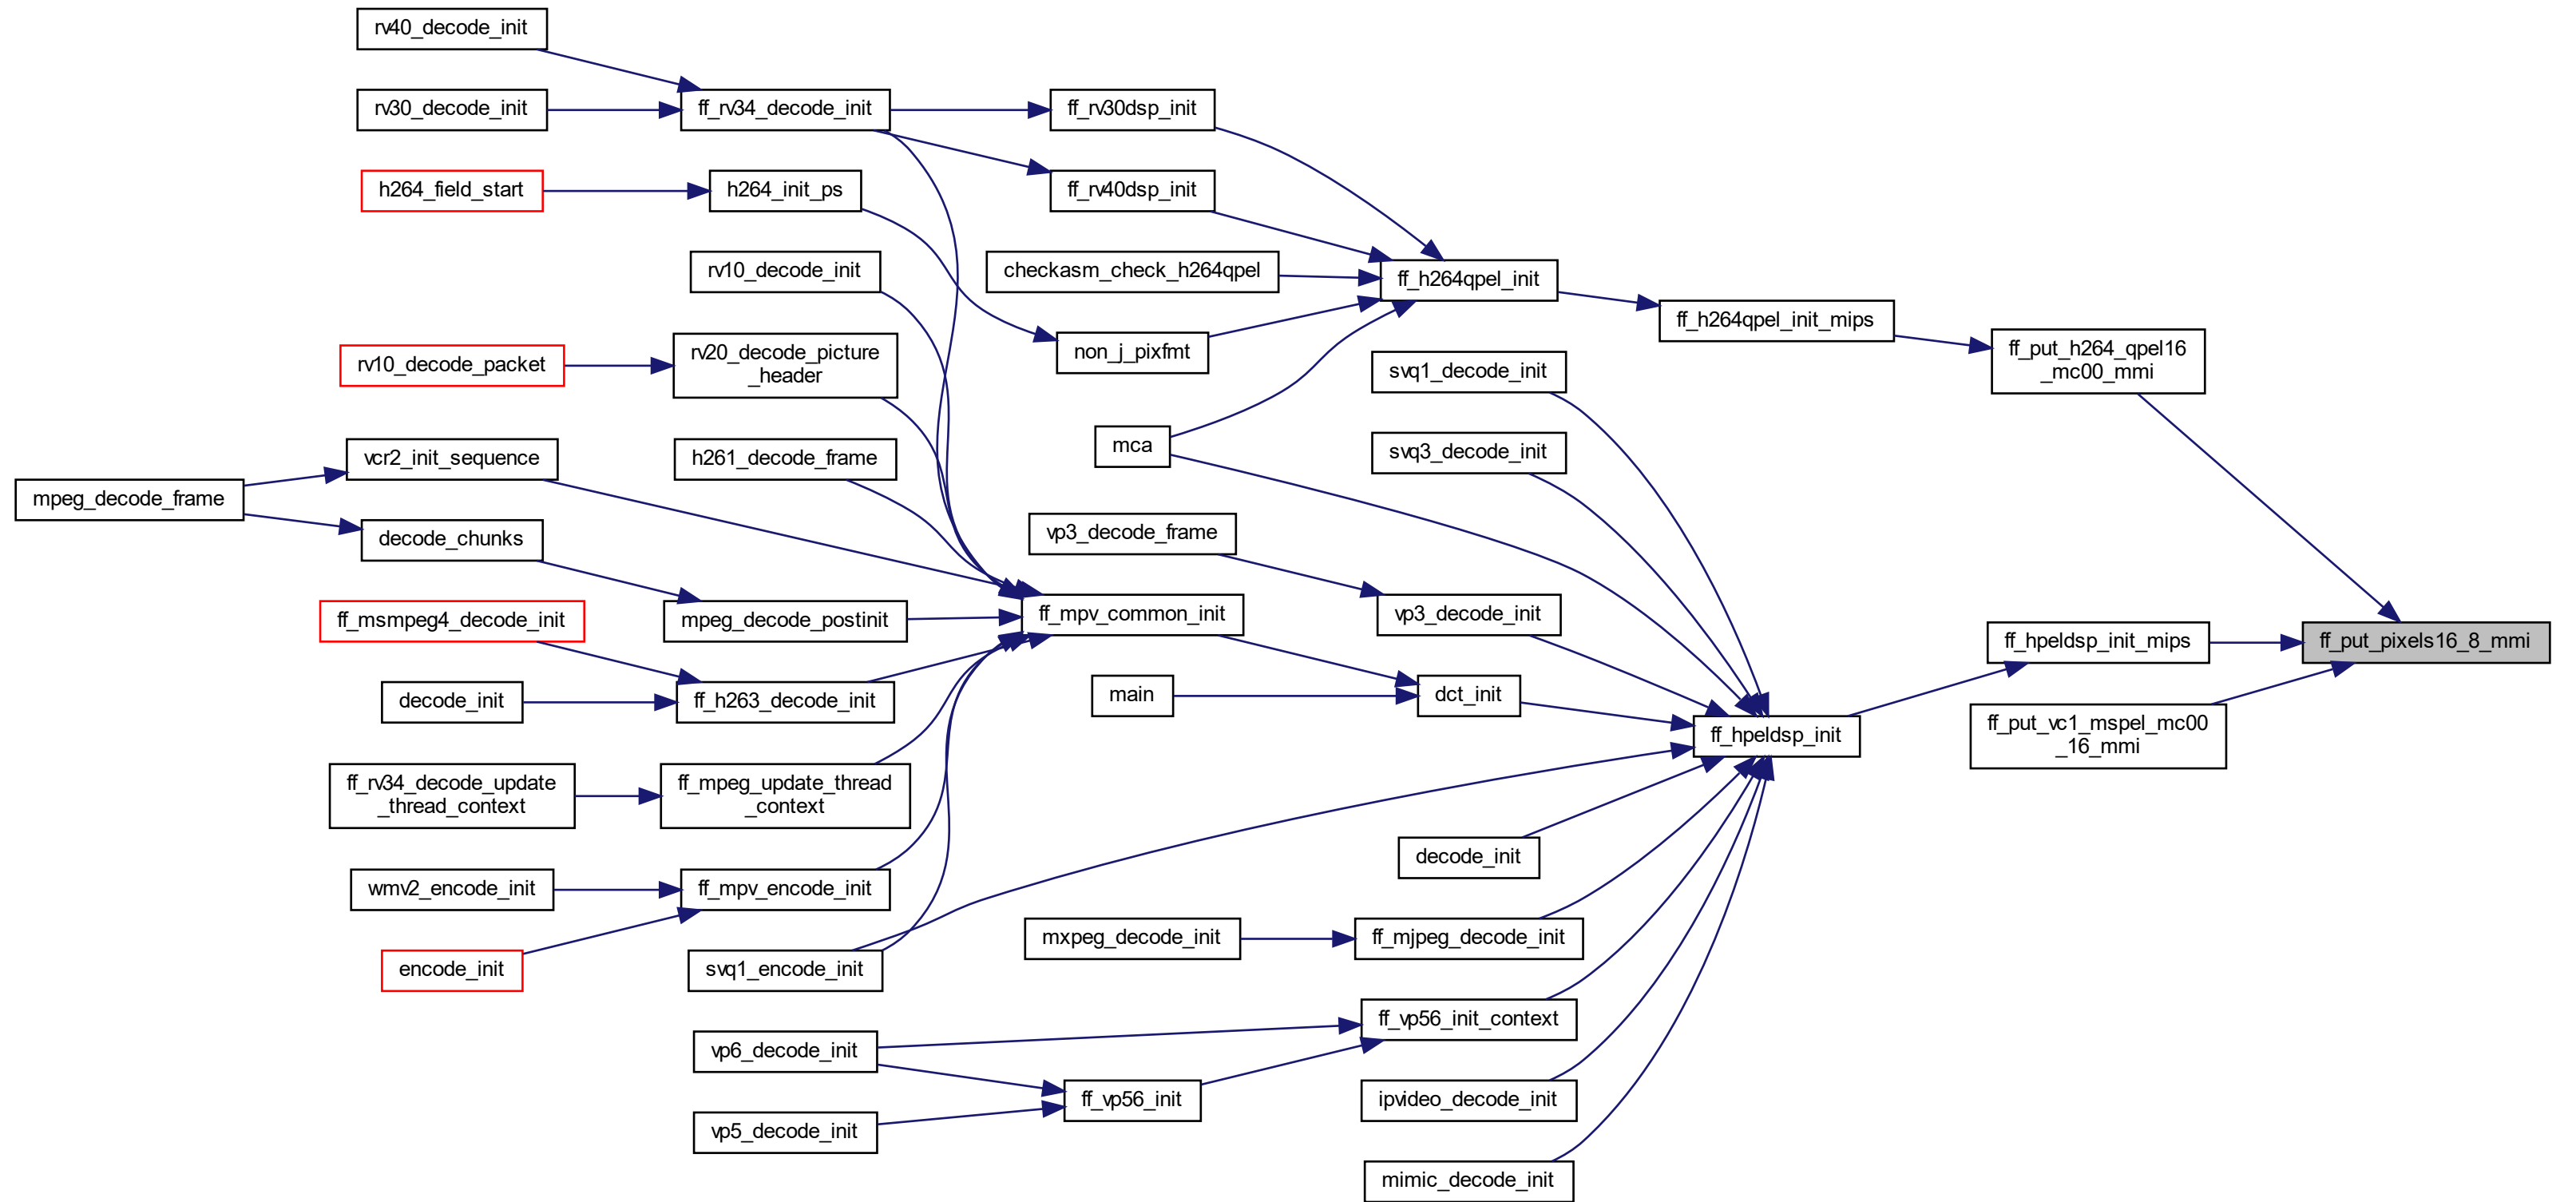 rv40_decode_init
rv30_decode_init
ff_rv34_decode_init
ff_rv30dsp_init
h264_field_start
h264_init_ps
ff_rv40dsp_init
rv10_decode_init
checkasm_check_h264qpel
ff_h264qpel_init
ff_h264qpel_init_mips
ff_put_h264_qpel16
_mc00_mmi
rv10_decode_packet
rv20_decode_picture
_header
non_j_pixfmt
svq1_decode_init
mca
svq3_decode_init
vcr2_init_sequence
h261_decode_frame
mpeg_decode_frame
decode_chunks
vp3_decode_frame
ff_msmpeg4_decode_init
mpeg_decode_postinit
ff_mpv_common_init
vp3_decode_init
ff_hpeldsp_init_mips
ff_put_pixels16_8_mmi
decode_init
ff_h263_decode_init
main
dct_init
ff_hpeldsp_init
ff_put_vc1_mspel_mc00
_16_mmi
ff_rv34_decode_update
_thread_context
ff_mpeg_update_thread
_context
decode_init
wmv2_encode_init
ff_mpv_encode_init
mxpeg_decode_init
ff_mjpeg_decode_init
encode_init
svq1_encode_init
ff_vp56_init_context
vp6_decode_init
ff_vp56_init
ipvideo_decode_init
vp5_decode_init
mimic_decode_init